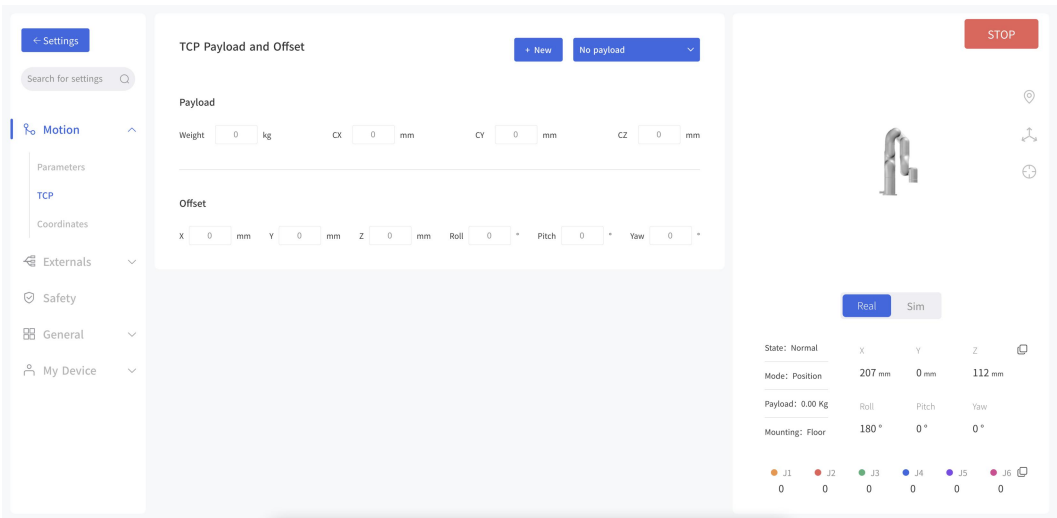 ← Settings
Search for settings
Motion
Parameters
TCP
Coordinates
Externals
Safety
General
My Device
TCP Payload and Offset
+ New
No payload
Payload
Weight 0 kg CX 0 mm CY 0 mm CZ 0 mm
Offset
X 0 mm Y 0 mm Z 0 mm Roll 0 ° Pitch 0 ° Yaw 0 °
STOP
Real Sim
State: Normal
Mode: Position
Payload: 0.00 Kg
Mounting: Floor
X Y Z
207 mm 0 mm 112 mm
Roll Pitch Yaw
180 ° 0 ° 0 °
J1 J2 J3 J4 J5 J6
0 0 0 0 0 0